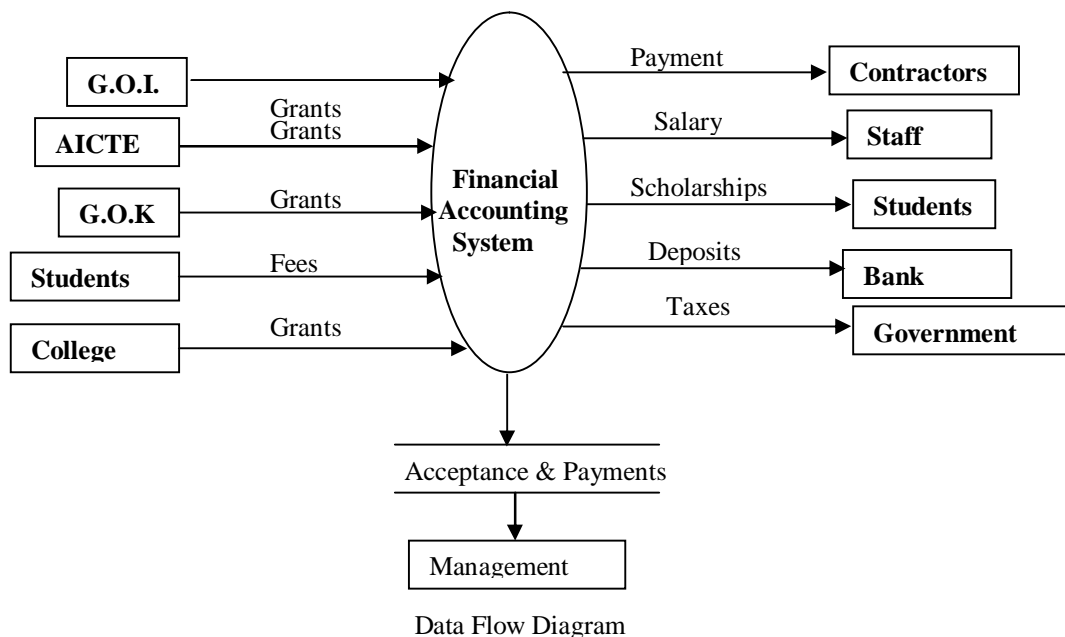 G.O.I.
Grants
AICTE
Grants
G.O.K
Grants
Students
Fees
College
Grants
Financial
Accounting
System
Payment
Contractors
Salary
Staff
Scholarships
Students
Deposits
Bank
Taxes
Government
Acceptance & Payments
Management
Data Flow Diagram